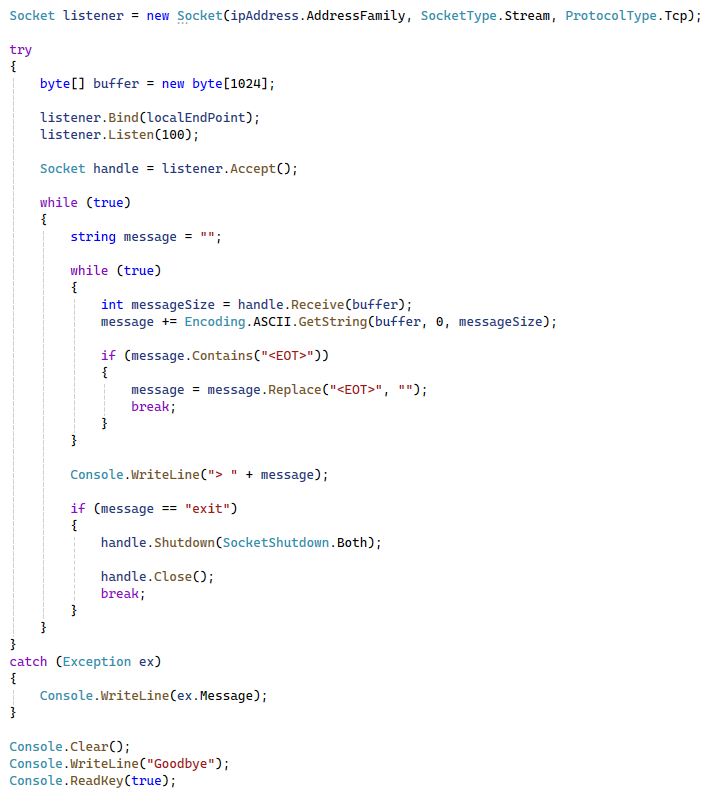 Socket listener = new Socket(ipAddress.AddressFamily, SocketType.Stream, ProtocolType.Tcp);

try
{
    byte[] buffer = new byte[1024];

    listener.Bind(localEndPoint);
    listener.Listen(100);

    Socket handle = listener.Accept();

    while (true)
    {
        string message = "";

        while (true)
        {
            int messageSize = handle.Receive(buffer);
            message += Encoding.ASCII.GetString(buffer, 0, messageSize);

            if (message.Contains("<EOT>"))
            {
                message = message.Replace("<EOT>", "");
                break;
            }
        }

        Console.WriteLine("> " + message);

        if (message == "exit")
        {
            handle.Shutdown(SocketShutdown.Both);

            handle.Close();
            break;
        }
    }
}
catch (Exception ex)
{
    Console.WriteLine(ex.Message);
}

Console.Clear();
Console.WriteLine("Goodbye");
Console.ReadKey(true);